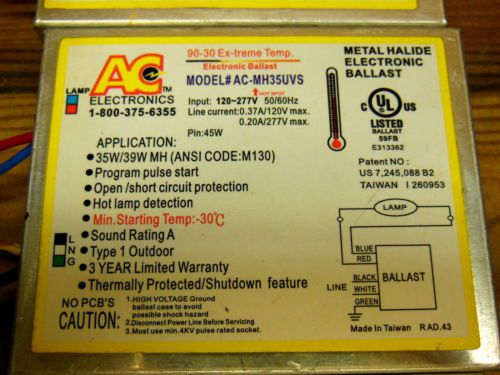 90-30 Ex-treme Temp.
Electronic Ballast
MODEL# AC-MH35UVS
HOT SPOT
LAMP
AC TM
ELECTRONICS
1-800-375-6355
Input: 120~277V 50/60Hz
Line current: 0.37A/120V max.
0.20A/277V max.
Pin:45W
METAL HALIDE
ELECTRONIC
BALLAST
C UL US
LISTED
BALLAST
59FB
E313362
Patent NO :
US 7,245,088 B2
TAIWAN I 260953
APPLICATION:
35W/39W MH (ANSI CODE:M130)
Program pulse start
Open /short circuit protection
Hot lamp detection
Min. Starting Temp:-30℃
Sound Rating A
Type 1 Outdoor
3 YEAR Limited Warranty
Thermally Protected/Shutdown feature
L
N
G
NO PCB'S
CAUTION:
1.HIGH VOLTAGE Ground
ballast case to avoid
possible shock hazard
2.Disconnect Power Line Before Servicing
3.Must use min.4KV pulse rated socket.
LAMP
BLUE
RED
BLACK
LINE WHITE
GREEN
BALLAST
Made In Taiwan R.AD.43